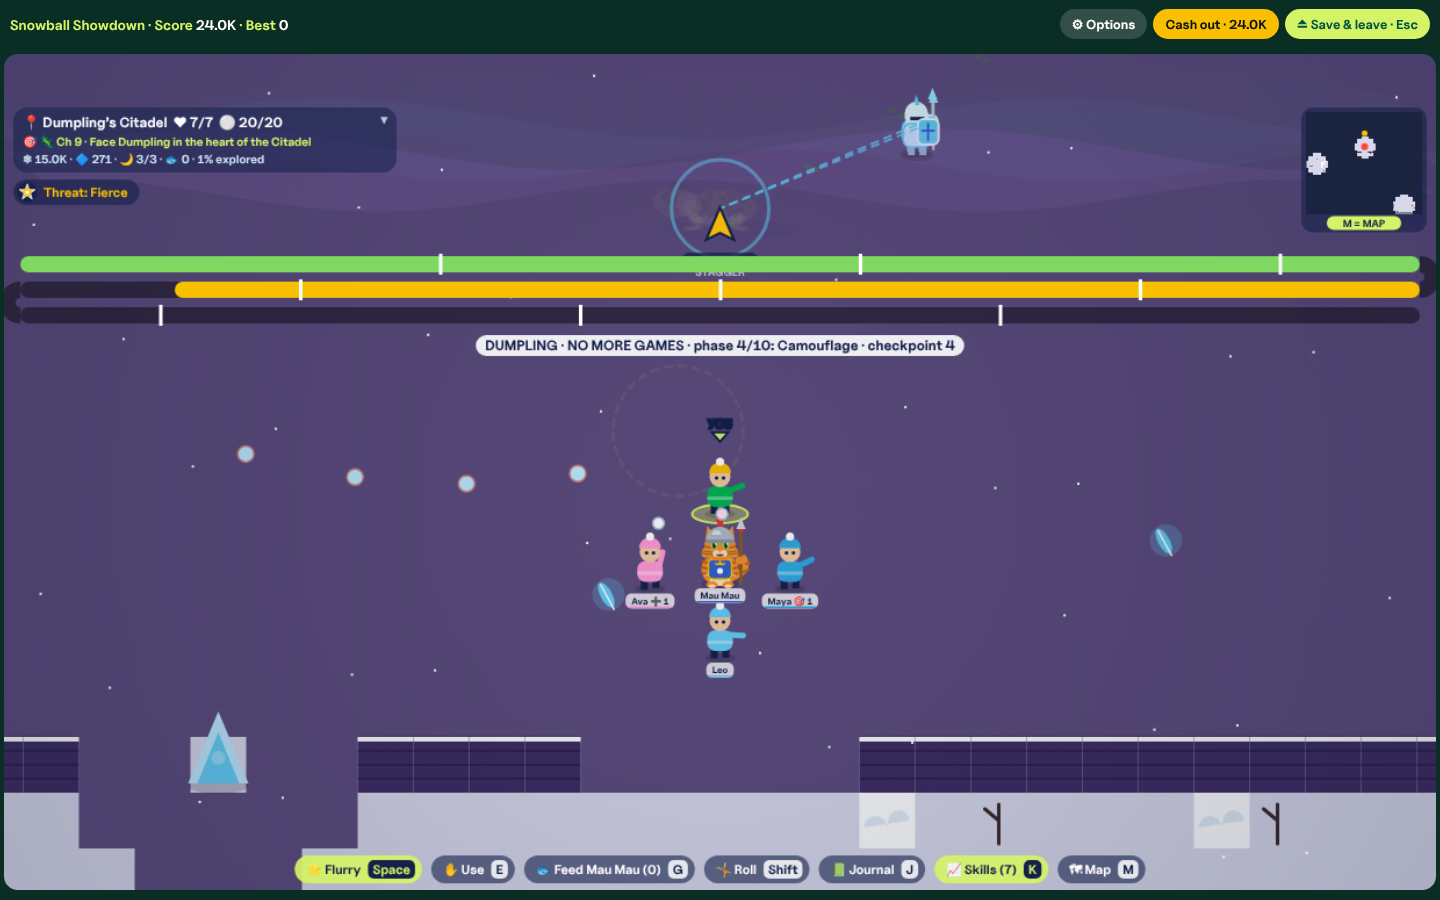 Snowball Showdown · Score 24.0K · Best 0
Options
Cash out · 24.0K
Save & leave · Esc
Dumpling's Citadel 7/7 20/20
Ch 9 · Face Dumpling in the heart of the Citadel
15.0K · 271 · 3/3 · 0 · 1% explored
Threat: Fierce
M = MAP
STAGGER
DUMPLING · NO MORE GAMES · phase 4/10: Camouflage · checkpoint 4
YOU
Ava 1
Mau Mau
Maya 1
Leo
Flurry Space
Use E
Feed Mau Mau (0) G
Roll Shift
Journal J
Skills (7) K
Map M